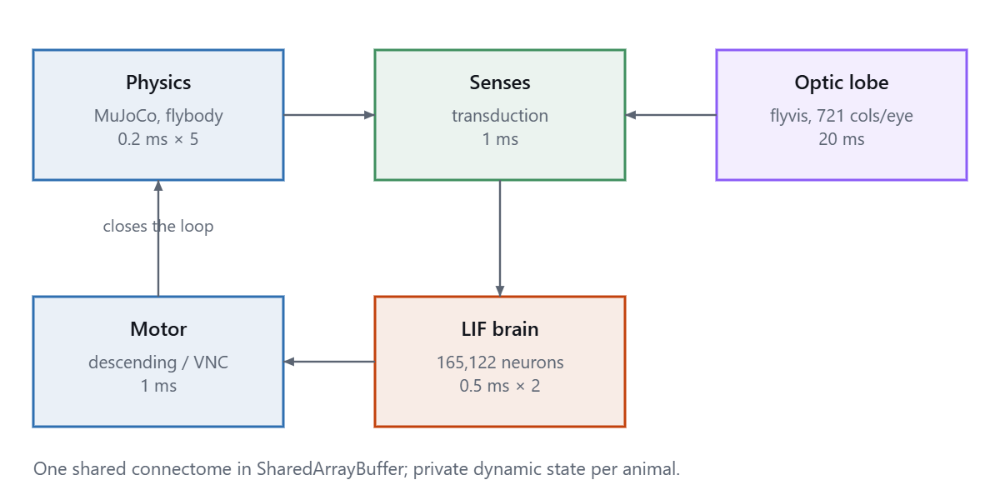 Physics
MuJoCo, flybody
0.2 ms × 5
Senses
transduction
1 ms
Optic lobe
flyvis, 721 cols/eye
20 ms
closes the loop
Motor
descending / VNC
1 ms
LIF brain
165,122 neurons
0.5 ms × 2
One shared connectome in SharedArrayBuffer; private dynamic state per animal.